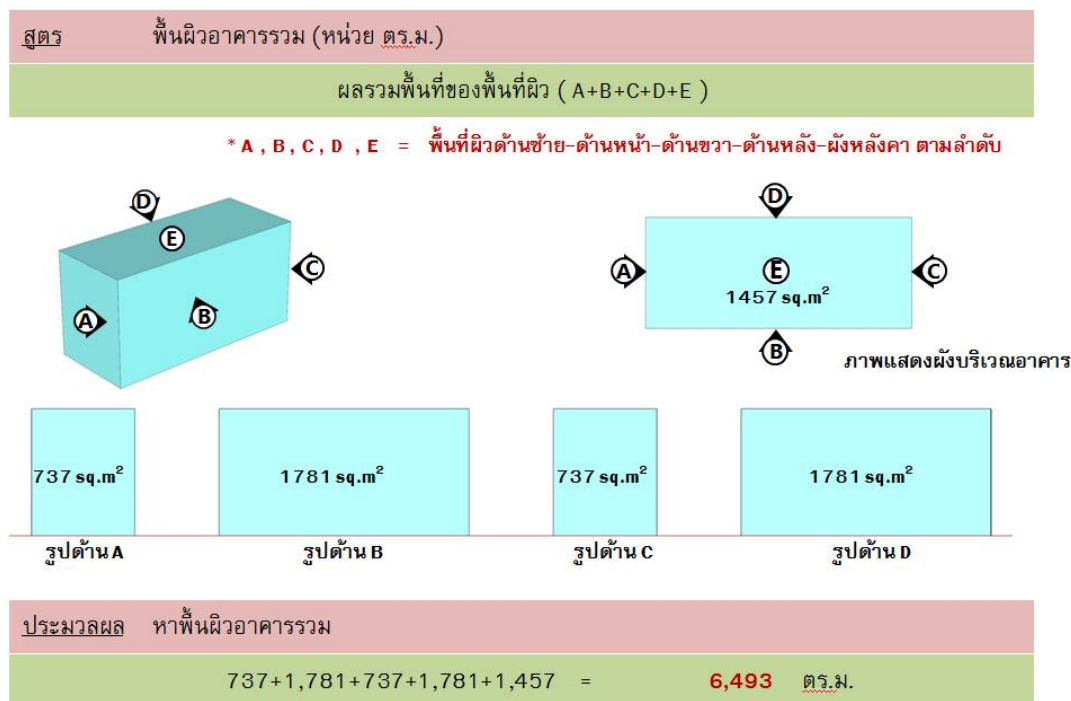 สูตร พื้นผิวอาคารรวม (หน่วย ตร.ม.)
ผลรวมพื้นที่ของพื้นที่ผิว ( A+B+C+D+E )
* A , B , C , D , E = พื้นที่ผิวด้านซ้าย-ด้านหน้า-ด้านขวา-ด้านหลัง-ผังหลังคา ตามลำดับ
D
E
C
A
B
D
A
E
C
1457 sq.m²
B
ภาพแสดงผังบริเวณอาคาร
737 sq.m²
1781 sq.m²
737 sq.m²
1781 sq.m²
รูปด้าน A
รูปด้าน B
รูปด้าน C
รูปด้าน D
ประมวลผล หาพื้นผิวอาคารรวม
737+1,781+737+1,781+1,457 = 6,493 ตร.ม.